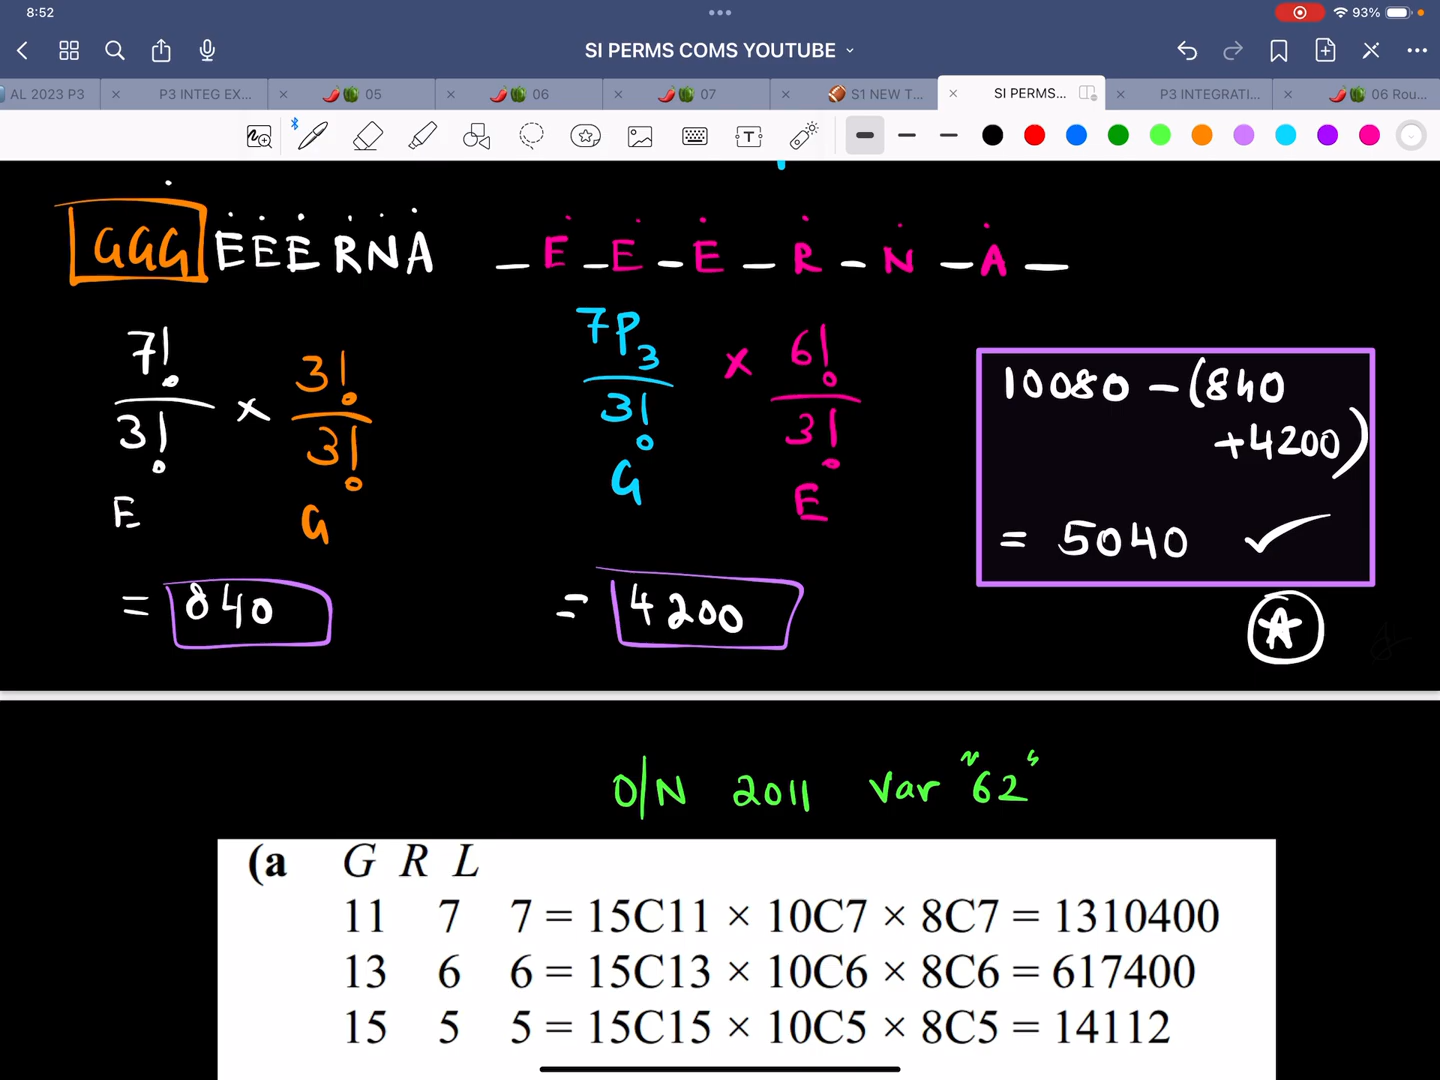 8:52
93%
SI PERMS COMS YOUTUBE
AL 2023 P3
P3 INTEG EX...
05
06
07
S1 NEW T...
SI PERMS...
P3 INTEGRATI...
06 Rou...
GGG EEERNA
_ E _ E _ E _ R _ N _ A _
7!/3! × 3!/3!
E G
= 840
7P3/3! × 6!/3!
G E
= 4200
10080 - (840
+4200)
= 5040 ✓
A
O/N 2011 Var "62"
(a G R L
11 7 7 = 15C11 × 10C7 × 8C7 = 1310400
13 6 6 = 15C13 × 10C6 × 8C6 = 617400
15 5 5 = 15C15 × 10C5 × 8C5 = 14112